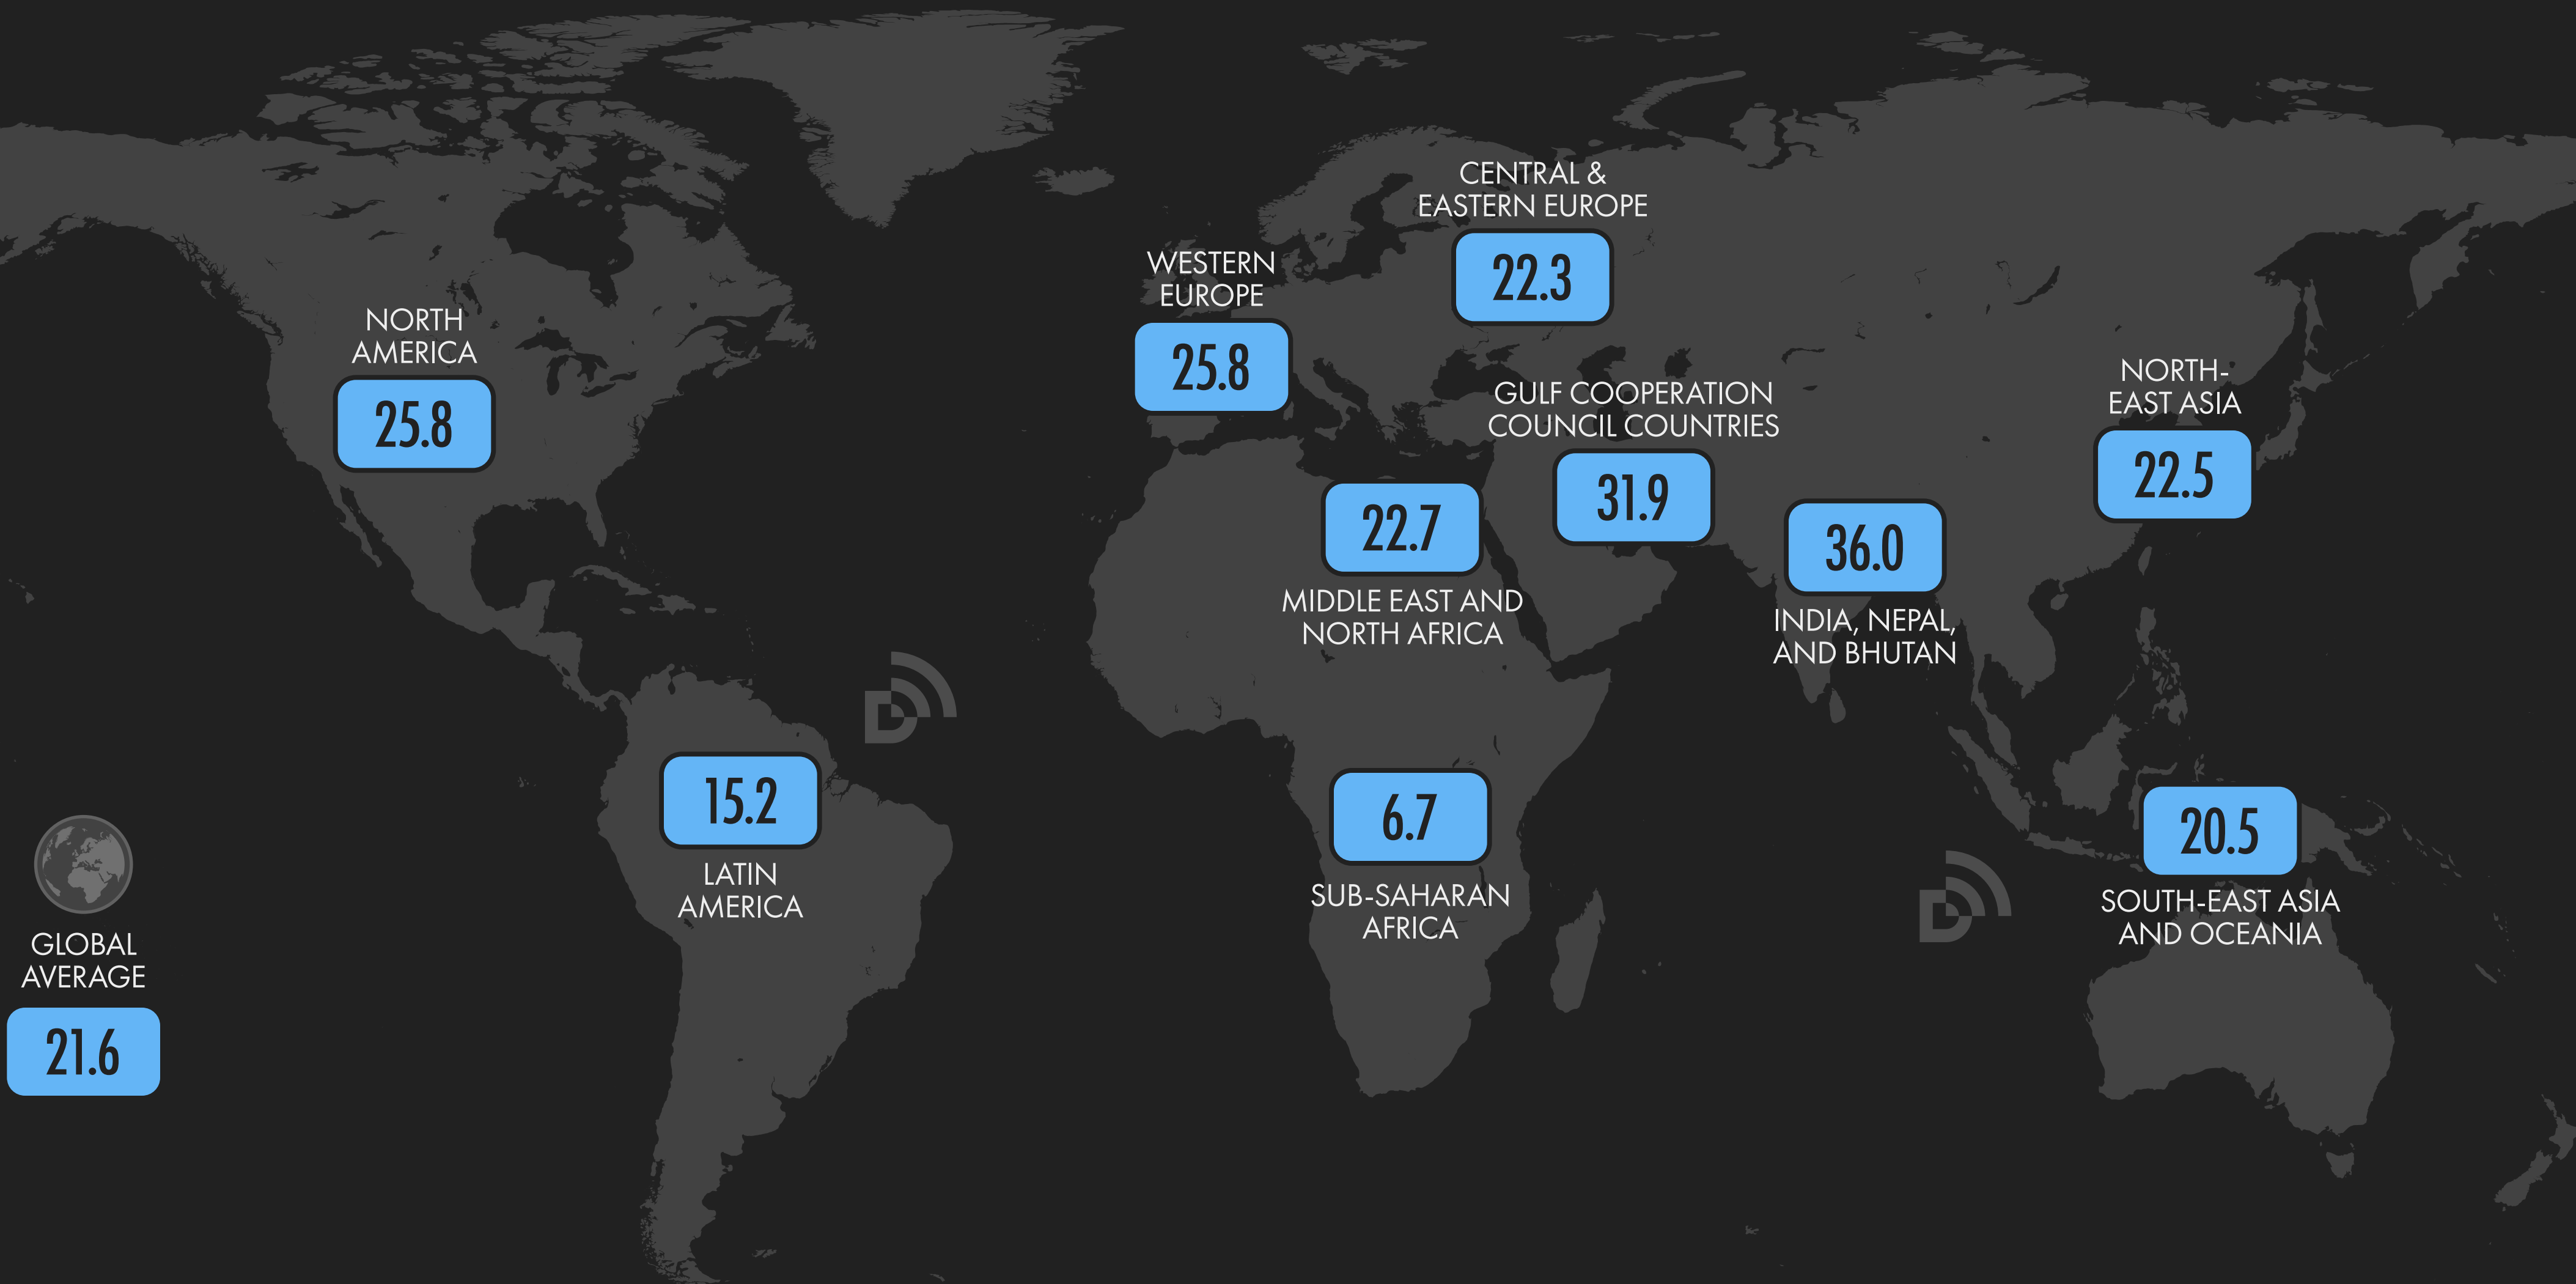 CENTRAL &
EASTERN EUROPE
22.3
WESTERN
EUROPE
25.8
NORTH
AMERICA
25.8
NORTH-
EAST ASIA
22.5
GULF COOPERATION
COUNCIL COUNTRIES
31.9
22.7
MIDDLE EAST AND
NORTH AFRICA
36.0
INDIA, NEPAL,
AND BHUTAN
15.2
LATIN
AMERICA
6.7
SUB-SAHARAN
AFRICA
20.5
SOUTH-EAST ASIA
AND OCEANIA
GLOBAL
AVERAGE
21.6